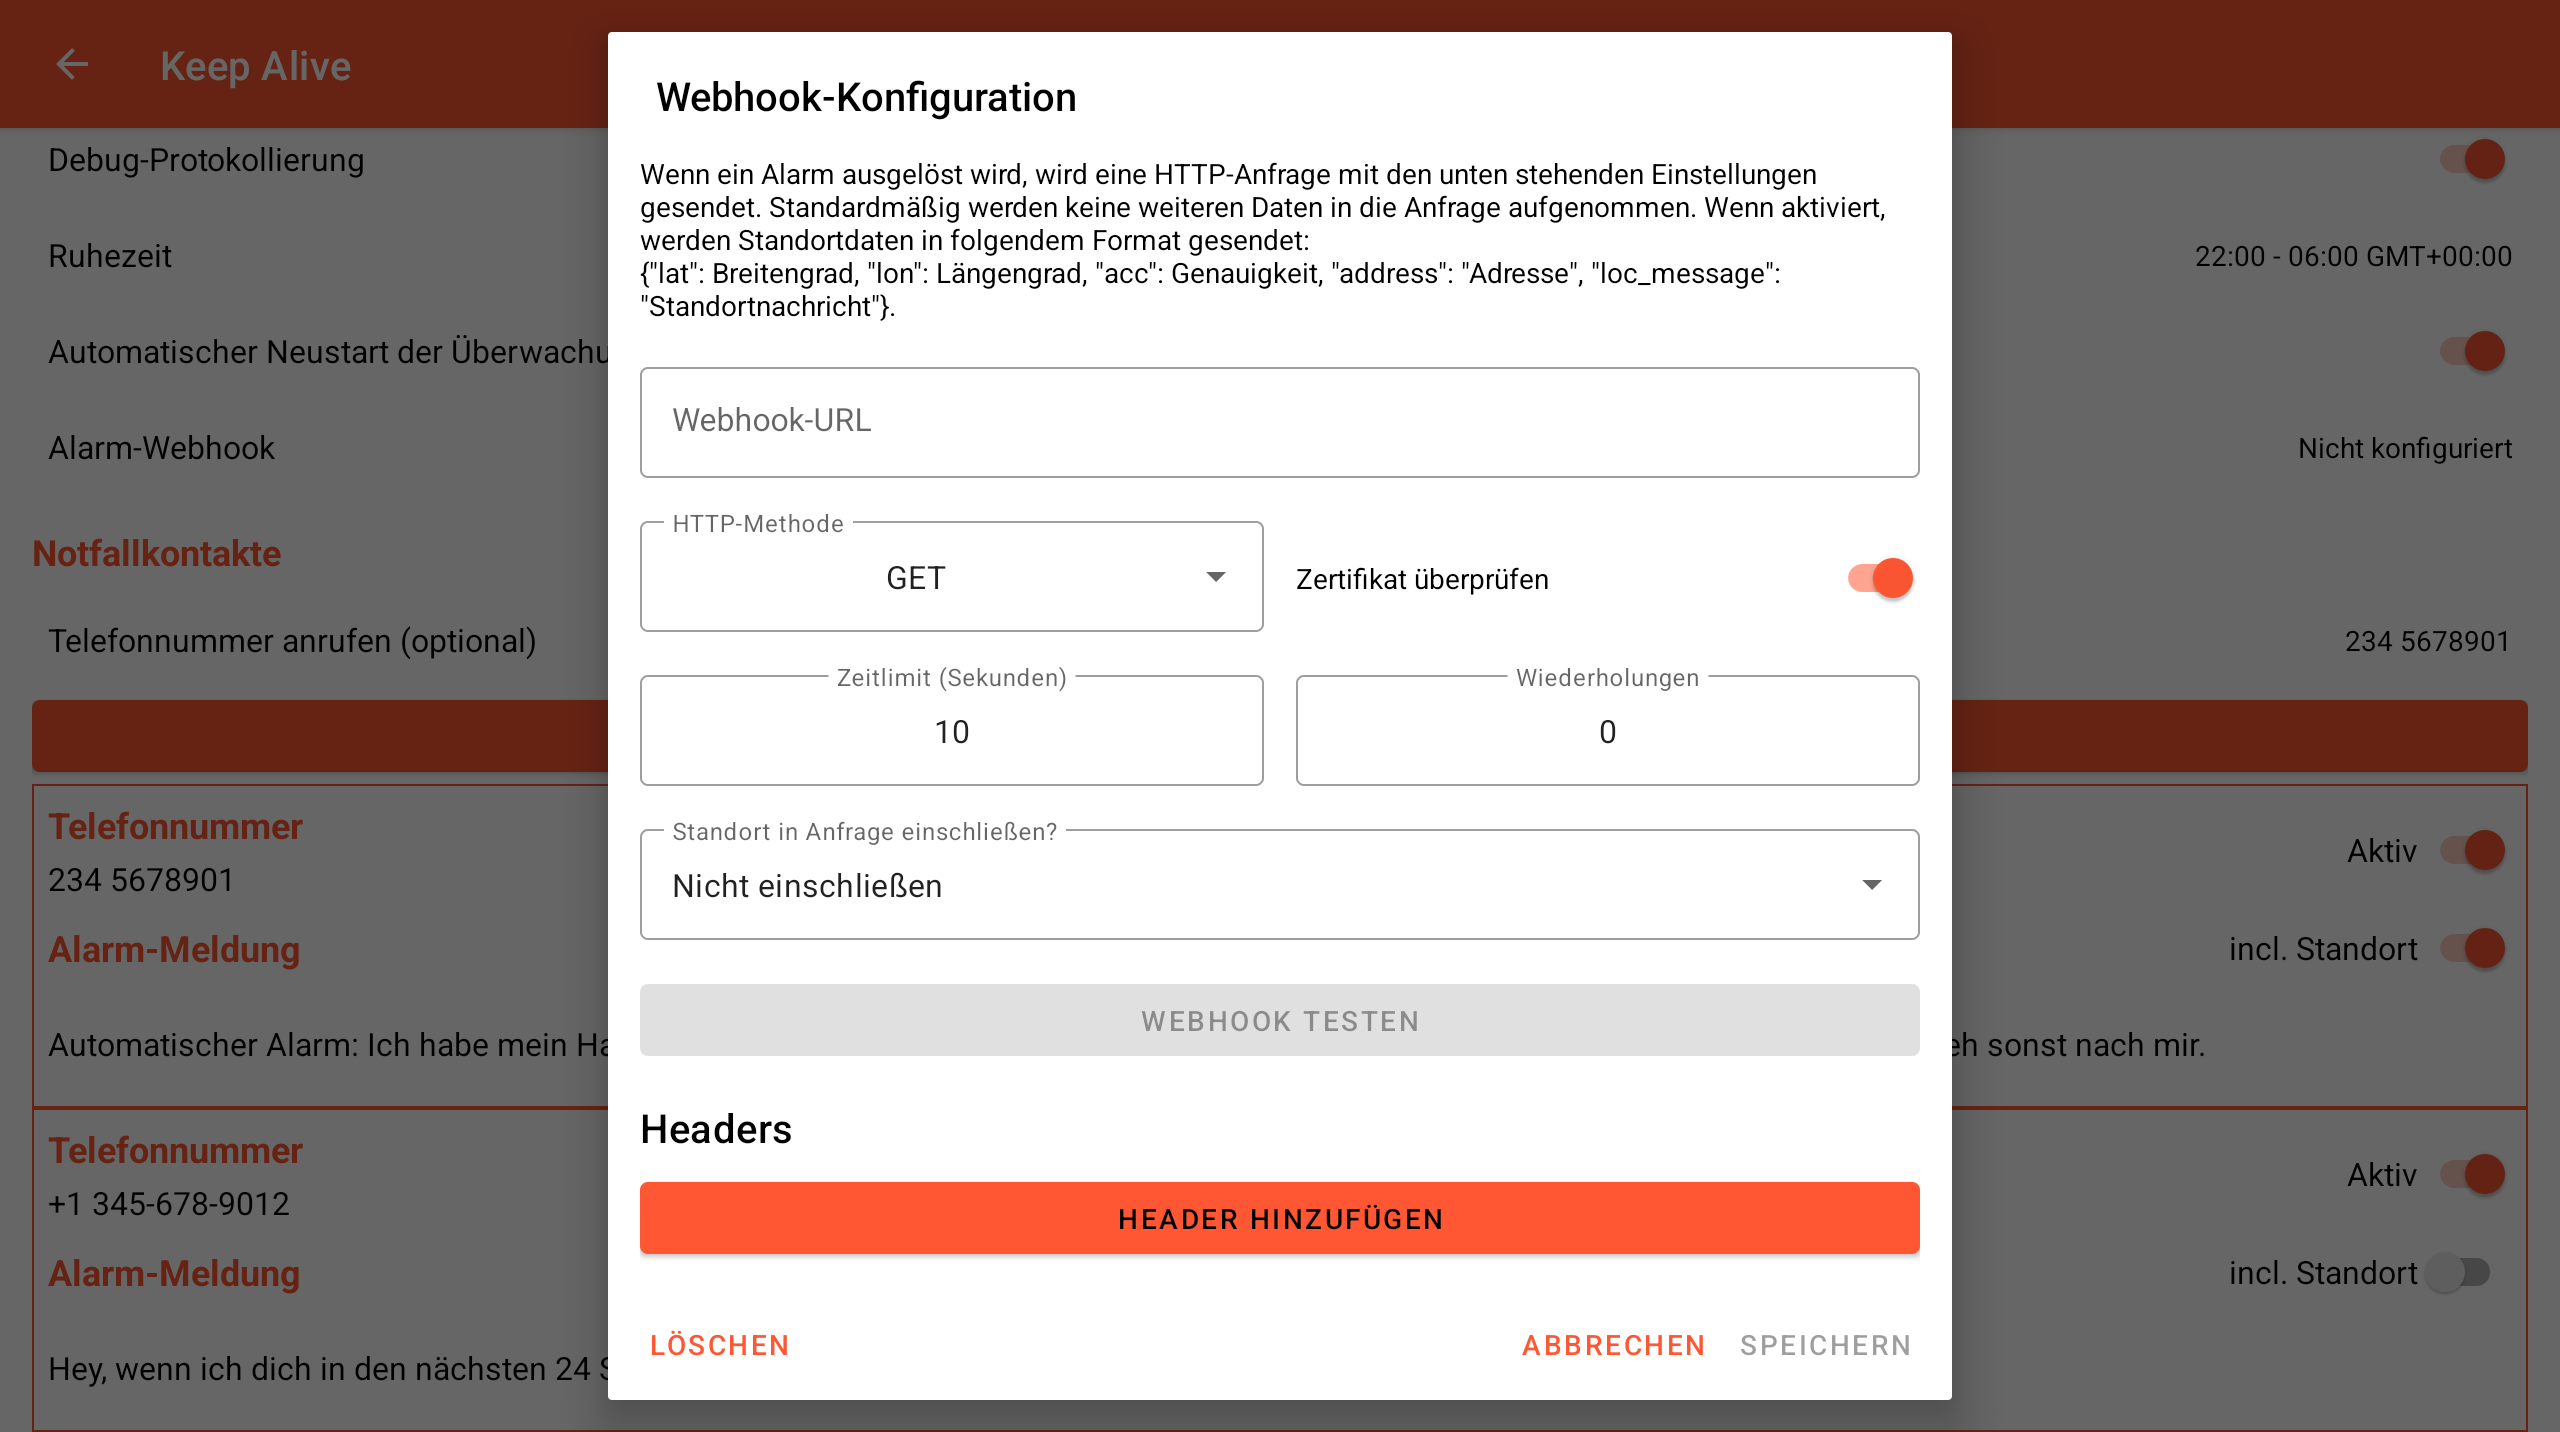 Keep Alive
Debug-Protokollierung
Ruhezeit
22:00 - 06:00 GMT+00:00
Automatischer Neustart der
Alarm-Webhook
Nicht konfiguriert
Notfallkontakte
Telefonnummer anrufen (optional)
234 5678901
Telefonnummer
Aktiv
234 5678901
Alarm-Meldung
incl. Standort
Automatischer Alarm: Ich habe mein
sonst nach mir.
Telefonnummer
Aktiv
+1 345-678-9012
Alarm-Meldung
incl. Standort
Hey, wenn ich dich in den nächsten 24
Webhook-Konfiguration
Wenn ein Alarm ausgelöst wird, wird eine HTTP-Anfrage mit den unten stehenden Einstellungen
gesendet. Standardmäßig werden keine weiteren Daten in die Anfrage aufgenommen. Wenn aktiviert,
werden Standortdaten in folgendem Format gesendet:
{"lat": Breitengrad, "lon": Längengrad, "acc": Genauigkeit, "address": "Adresse", "loc_message":
"Standortnachricht"}.
Webhook-URL
HTTP-Methode
GET
Zertifikat überprüfen
Zeitlimit (Sekunden)
10
Wiederholungen
0
Standort in Anfrage einschließen?
Nicht einschließen
WEBHOOK TESTEN
Headers
HEADER HINZUFÜGEN
LÖSCHEN
ABBRECHEN
SPEICHERN